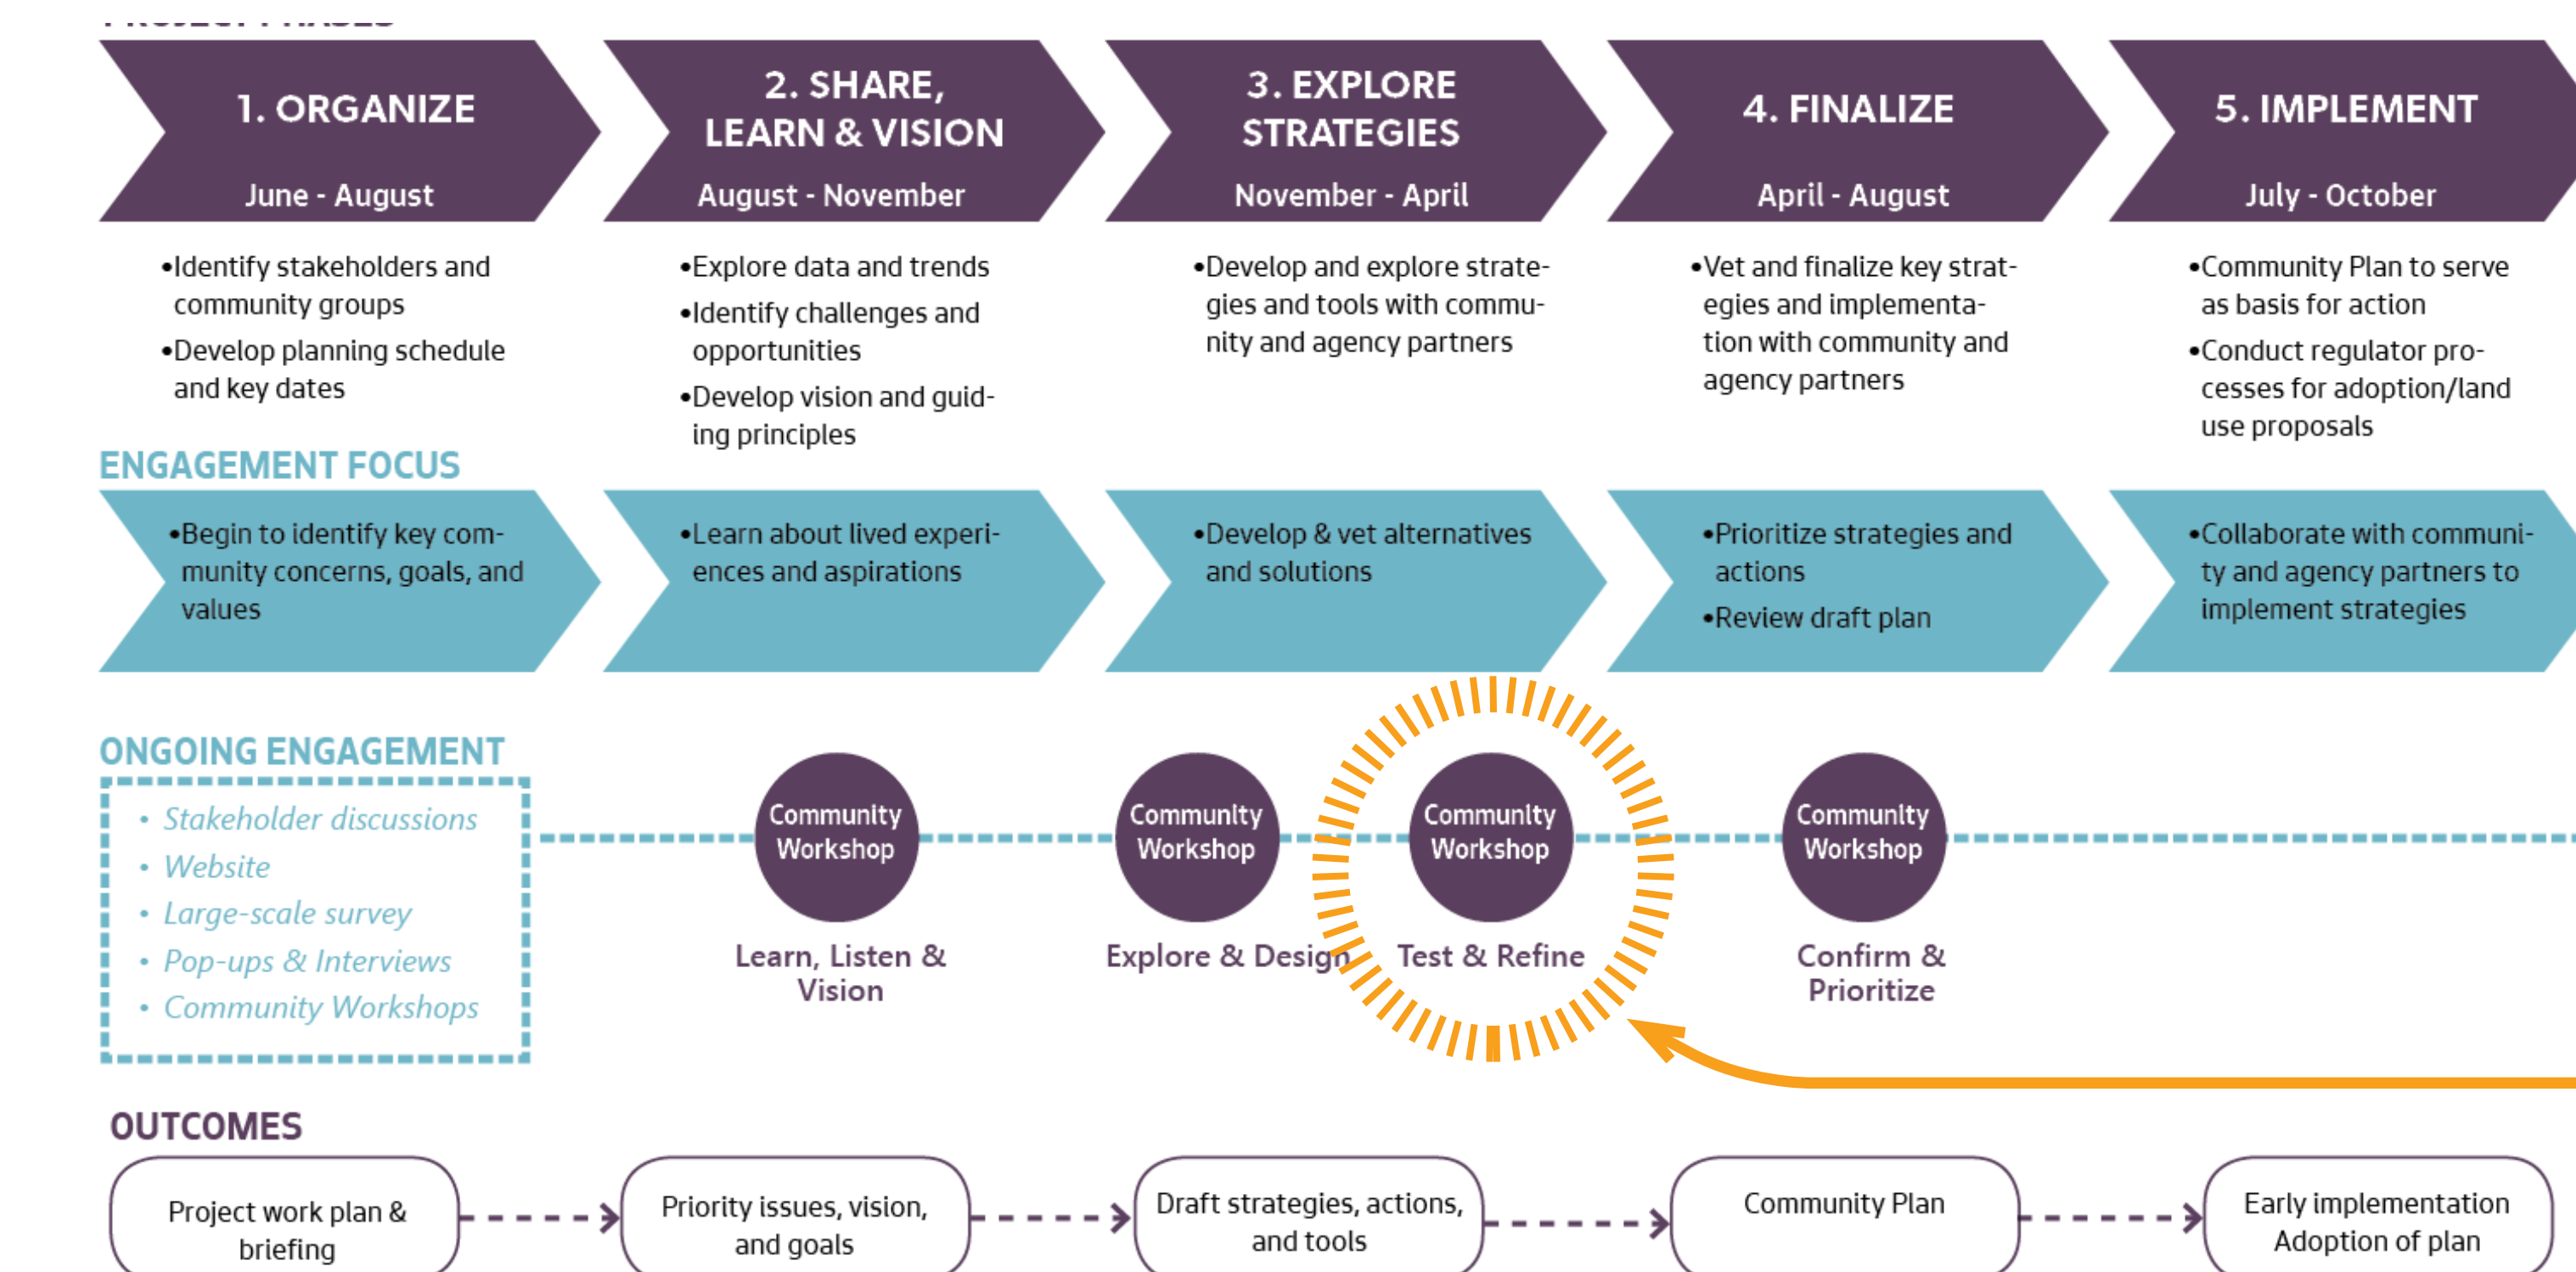 PROJECT PHASES
1. ORGANIZE
June - August
2. SHARE,
LEARN & VISION
August - November
3. EXPLORE
STRATEGIES
November - April
4. FINALIZE
April - August
5. IMPLEMENT
July - October
•Identify stakeholders and
community groups
•Develop planning schedule
and key dates
•Explore data and trends
•Identify challenges and
opportunities
•Develop vision and guid-
ing principles
•Develop and explore strate-
gies and tools with commu-
nity and agency partners
•Vet and finalize key strat-
egies and implementa-
tion with community and
agency partners
•Community Plan to serve
as basis for action
•Conduct regulator pro-
cesses for adoption/land
use proposals
ENGAGEMENT FOCUS
•Begin to identify key com-
munity concerns, goals, and
values
•Learn about lived experi-
ences and aspirations
•Develop & vet alternatives
and solutions
•Prioritize strategies and
actions
•Review draft plan
•Collaborate with communi-
ty and agency partners to
implement strategies
ONGOING ENGAGEMENT
• Stakeholder discussions
• Website
• Large-scale survey
• Pop-ups & Interviews
• Community Workshops
Community
Workshop
Learn, Listen &
Vision
Community
Workshop
Explore & Design
Community
Workshop
Test & Refine
Community
Workshop
Confirm &
Prioritize
OUTCOMES
Project work plan &
briefing
Priority issues, vision,
and goals
Draft strategies, actions,
and tools
Community Plan
Early implementation
Adoption of plan